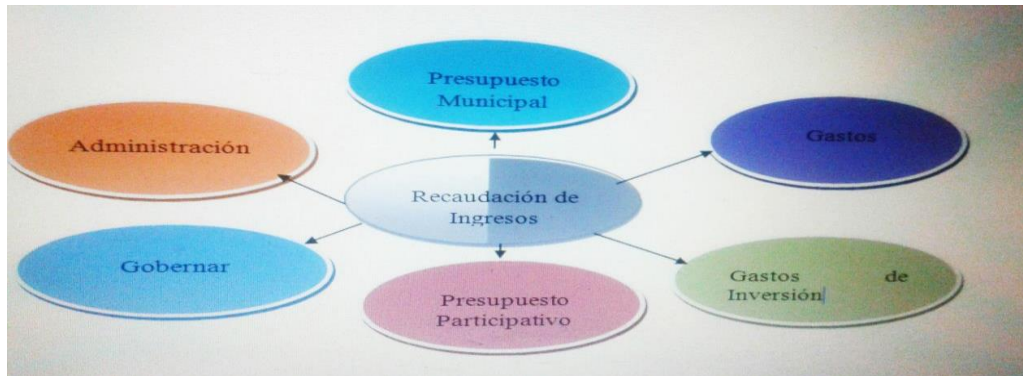 Presupuesto
Municipal
Administración
Gastos
Recaudación de
Ingresos
Gobernar
Gastos de
Inversión
Presupuesto
Participativo